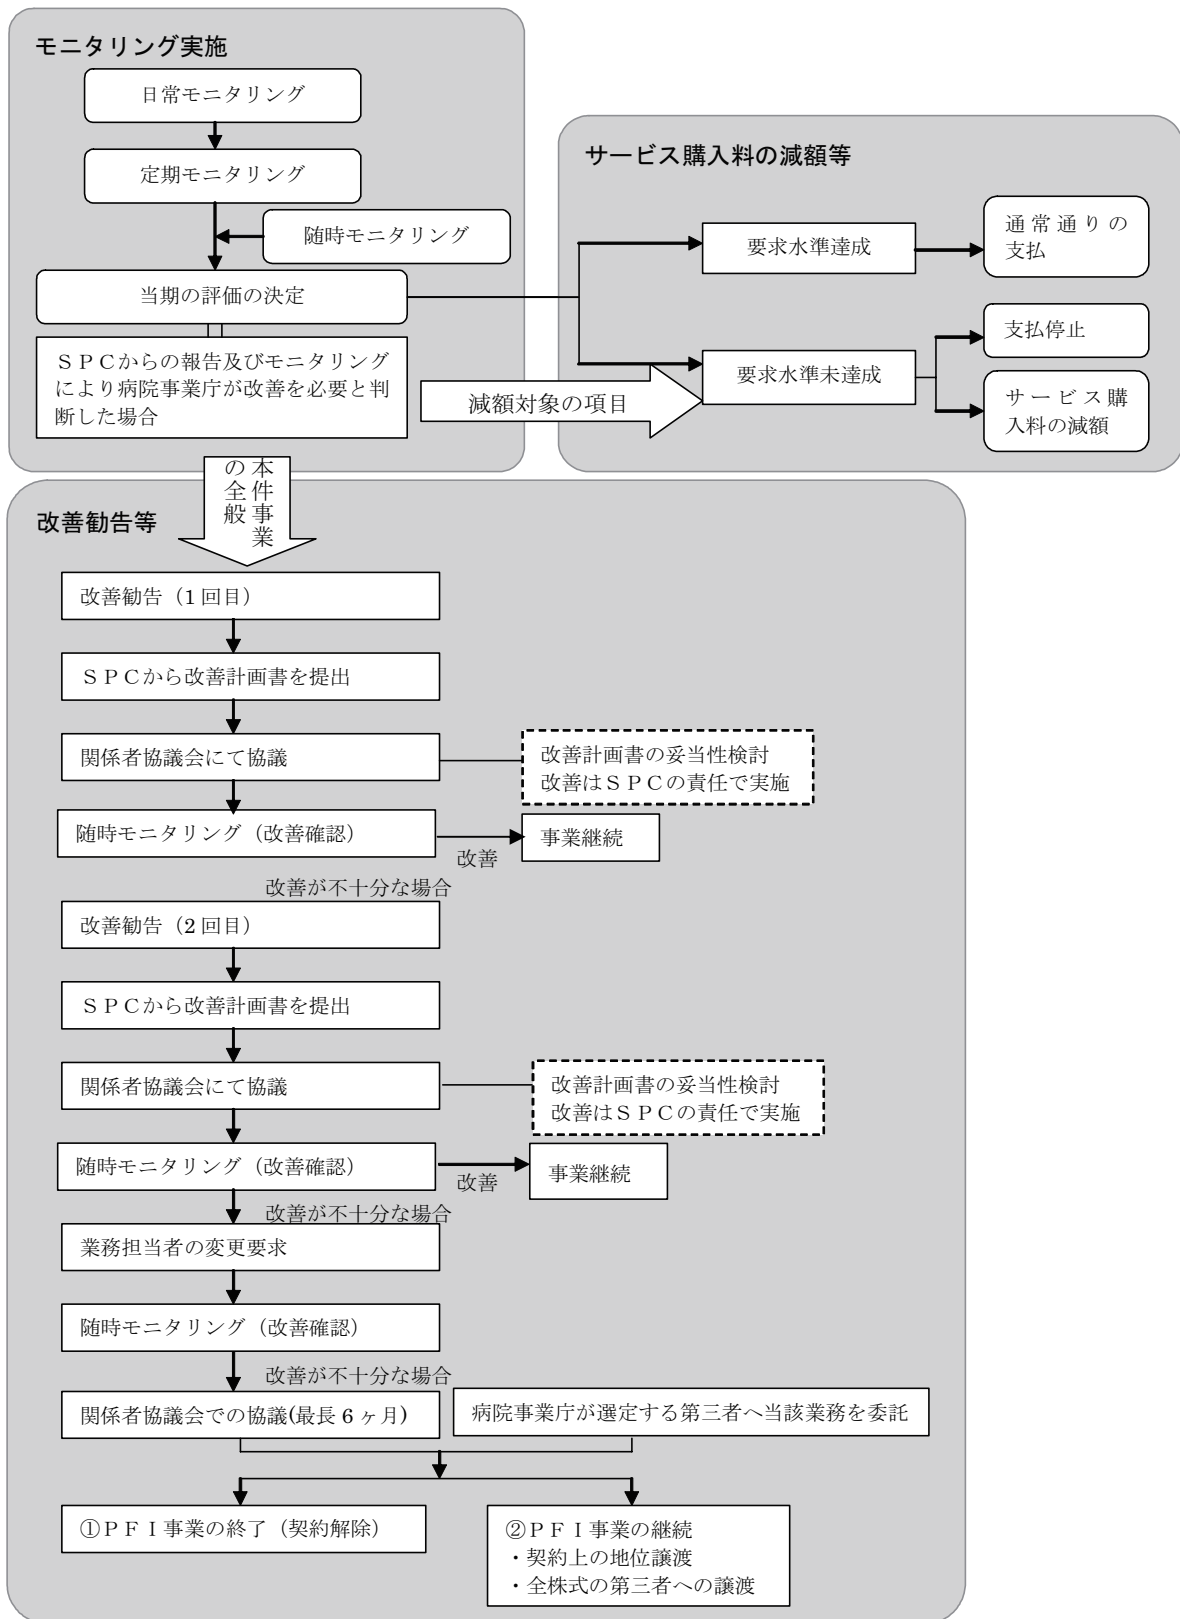 モニタリング実施
日常モニタリング
定期モニタリング
随時モニタリング
当期の評価の決定
ＳＰＣからの報告及びモニタリング
により病院事業庁が改善を必要と判
断した場合
減額対象の項目
サービス購入料の減額等
要求水準達成
通常通りの
支払
要求水準未達成
支払停止
サービス購
入料の減額
本件事業
の全般
改善勧告等
改善勧告（1 回目）
ＳＰＣから改善計画書を提出
関係者協議会にて協議
改善計画書の妥当性検討
改善はＳＰＣの責任で実施
随時モニタリング（改善確認）
改善
事業継続
改善が不十分な場合
改善勧告（2 回目）
ＳＰＣから改善計画書を提出
関係者協議会にて協議
改善計画書の妥当性検討
改善はＳＰＣの責任で実施
随時モニタリング（改善確認）
改善
事業継続
改善が不十分な場合
業務担当者の変更要求
随時モニタリング（改善確認）
改善が不十分な場合
関係者協議会での協議(最長 6 ヶ月)
病院事業庁が選定する第三者へ当該業務を委託
①ＰＦＩ事業の終了（契約解除）
②ＰＦＩ事業の継続
・契約上の地位譲渡
・全株式の第三者への譲渡